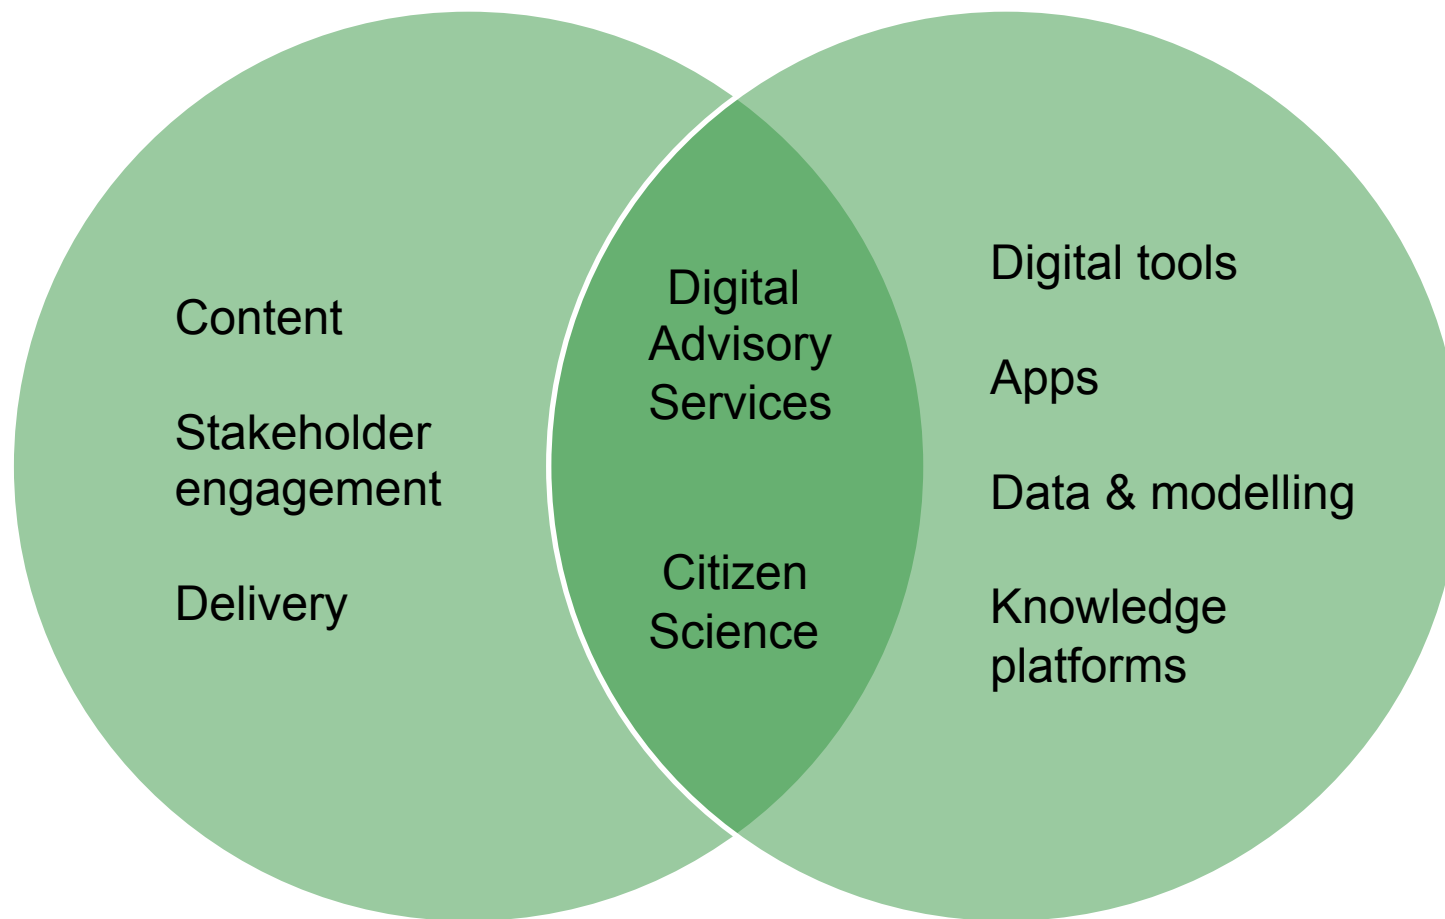 Content
Stakeholder
engagement
Delivery
Digital
Advisory
Services
Citizen
Science
Digital tools
Apps
Data & modelling
Knowledge
platforms